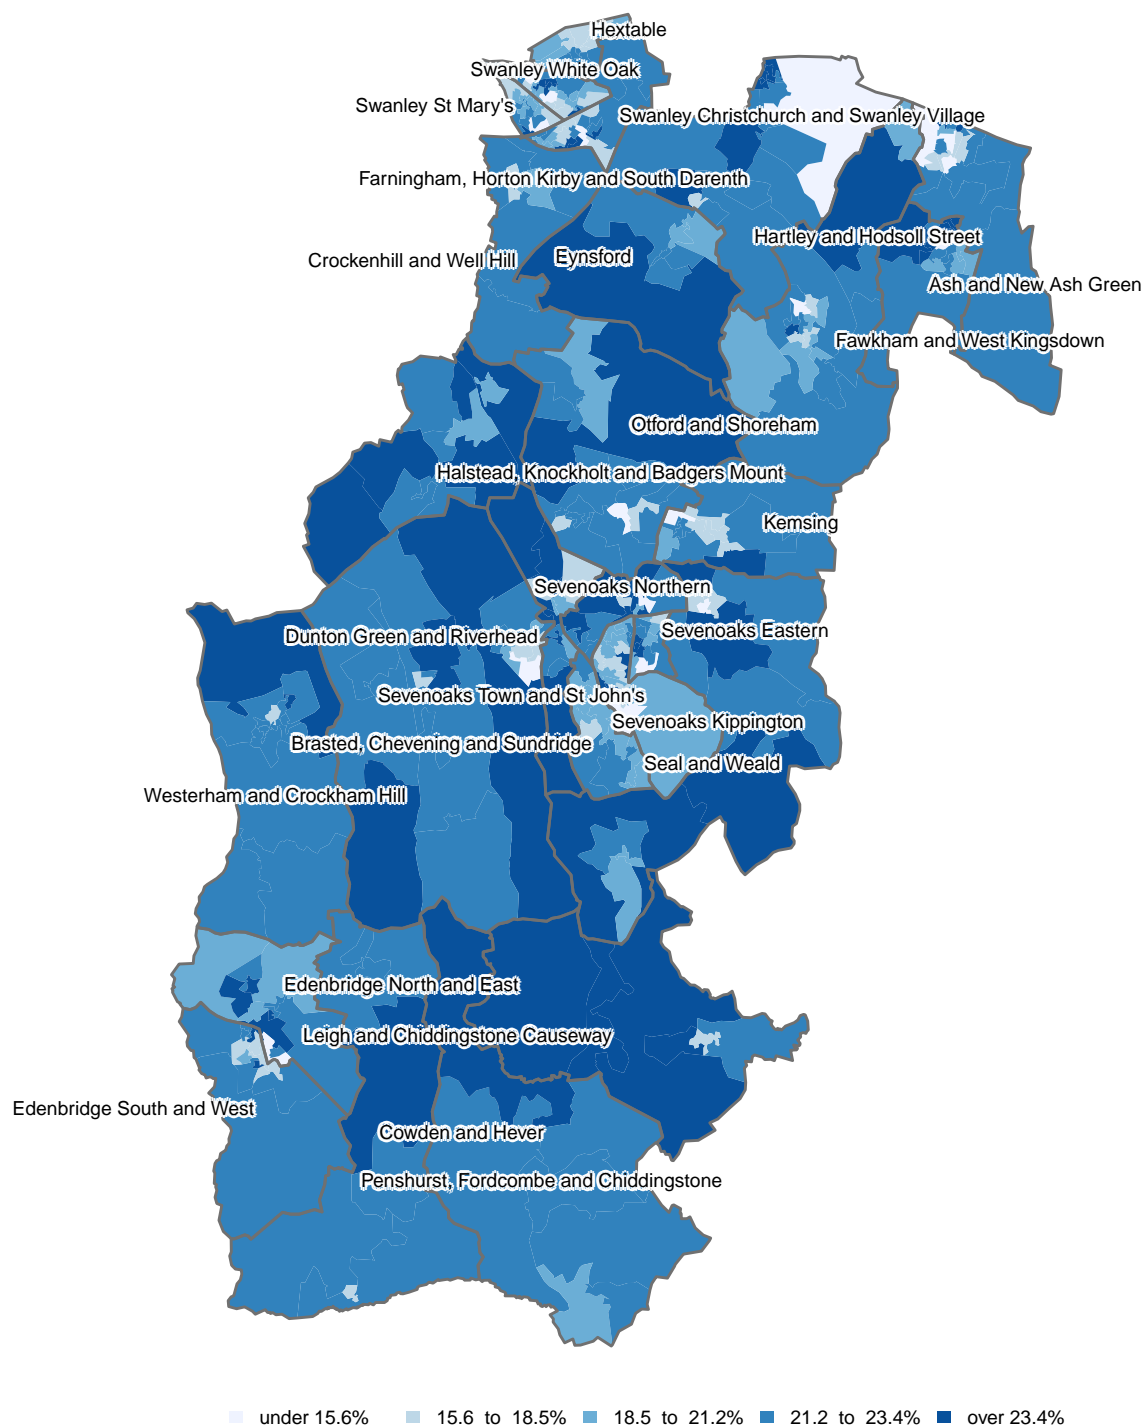 Hextable
Swanley White Oak
Swanley St Mary's
Swanley Christchurch and Swanley Village
Farningham, Horton Kirby and South Darenth
Hartley and Hodsoll Street
Eynsford
Crockenhill and Well Hill
Ash and New Ash Green
Fawkham and West Kingsdown
Otford and Shoreham
Halstead, Knockholt and Badgers Mount
Kemsing
Sevenoaks Northern
Sevenoaks Eastern
Dunton Green and Riverhead
Sevenoaks Town and St John's
Sevenoaks Kippington
Brasted, Chevening and Sundridge
Seal and Weald
Westerham and Crockham Hill
Edenbridge North and East
Leigh and Chiddingstone Causeway
Edenbridge South and West
Cowden and Hever
Penshurst, Fordcombe and Chiddingstone
under 15.6% 15.6 to 18.5% 18.5 to 21.2% 21.2 to 23.4% over 23.4%